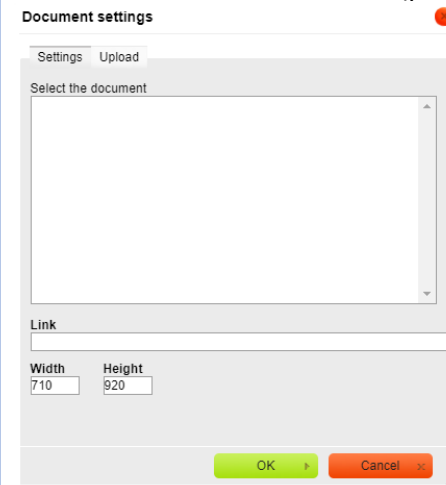 Document settings
Settings Upload
Select the document
Link
Width Height
710 920
OK Cancel